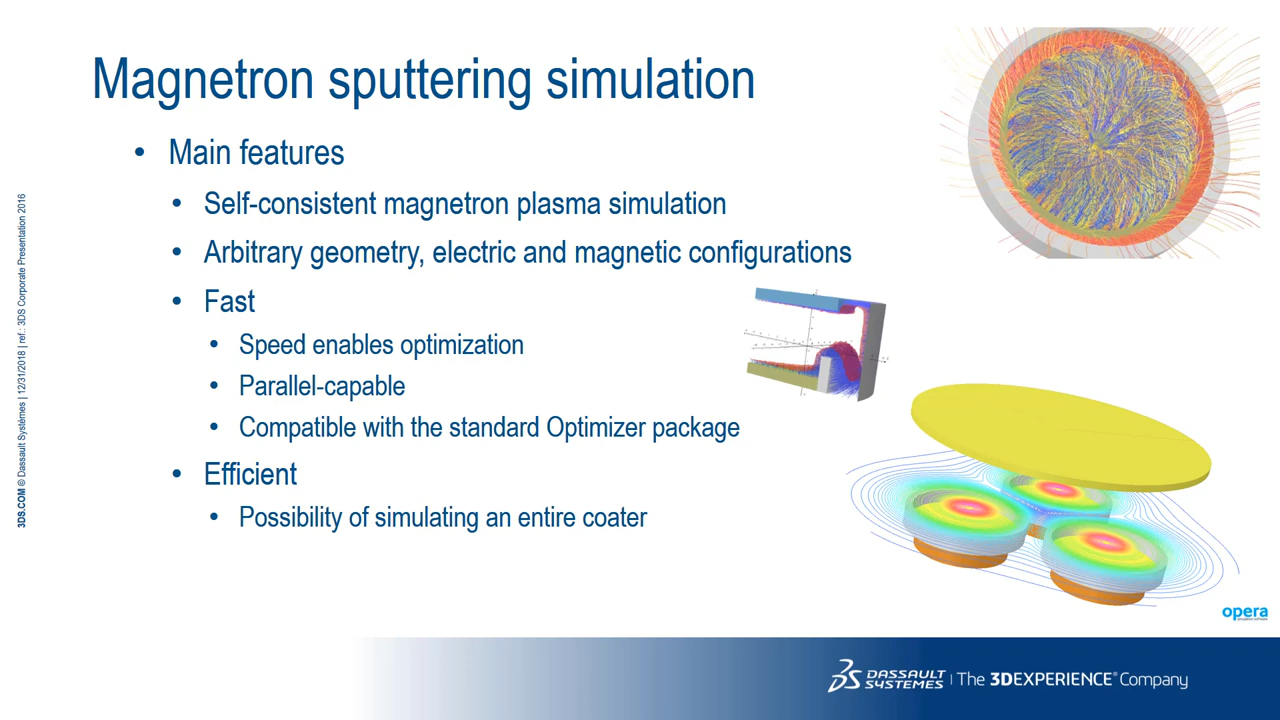 Magnetron sputtering simulation
• Main features
• Self-consistent magnetron plasma simulation
• Arbitrary geometry, electric and magnetic configurations
• Fast
• Speed enables optimization
• Parallel-capable
• Compatible with the standard Optimizer package
• Efficient
• Possibility of simulating an entire coater
3DS.COM © Dassault Systèmes | 12/31/2018 | ref.: 3DS Corporate Presentation 2016
opera
simulation software
DASSAULT SYSTEMES | The 3DEXPERIENCE® Company